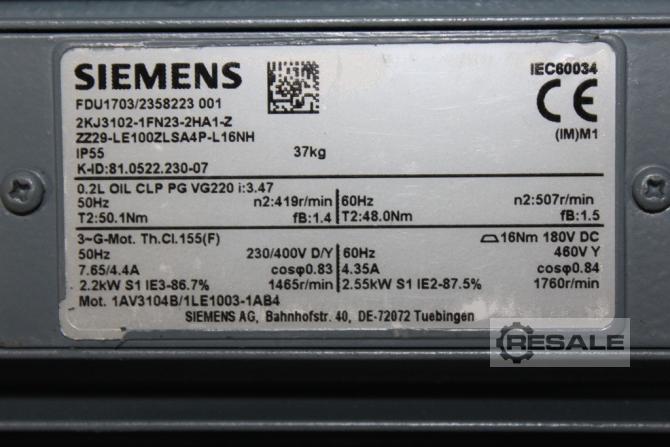 SIEMENS
IEC60034
FDU1703/2358223 001
CE
2KJ3102-1FN23-2HA1-Z
ZZ29-LE100ZLSA4P-L16NH
(IM)M1
IP55 37kg
K-ID:81.0522.230-07
0.2L OIL CLP PG VG220 i:3.47
50Hz n2:419r/min 60Hz n2:507r/min
T2:50.1Nm fB:1.4 T2:48.0Nm fB:1.5
3~G-Mot. Th.Cl.155(F) 16Nm 180V DC
50Hz 230/400V D/Y 60Hz 460V Y
7.65/4.4A cosφ0.83 4.35A cosφ0.84
2.2kW S1 IE3-86.7% 1465r/min 2.55kW S1 IE2-87.5% 1760r/min
Mot. 1AV3104B/1LE1003-1AB4
SIEMENS AG, Bahnhofstr. 40, DE-72072 Tuebingen
RESALE